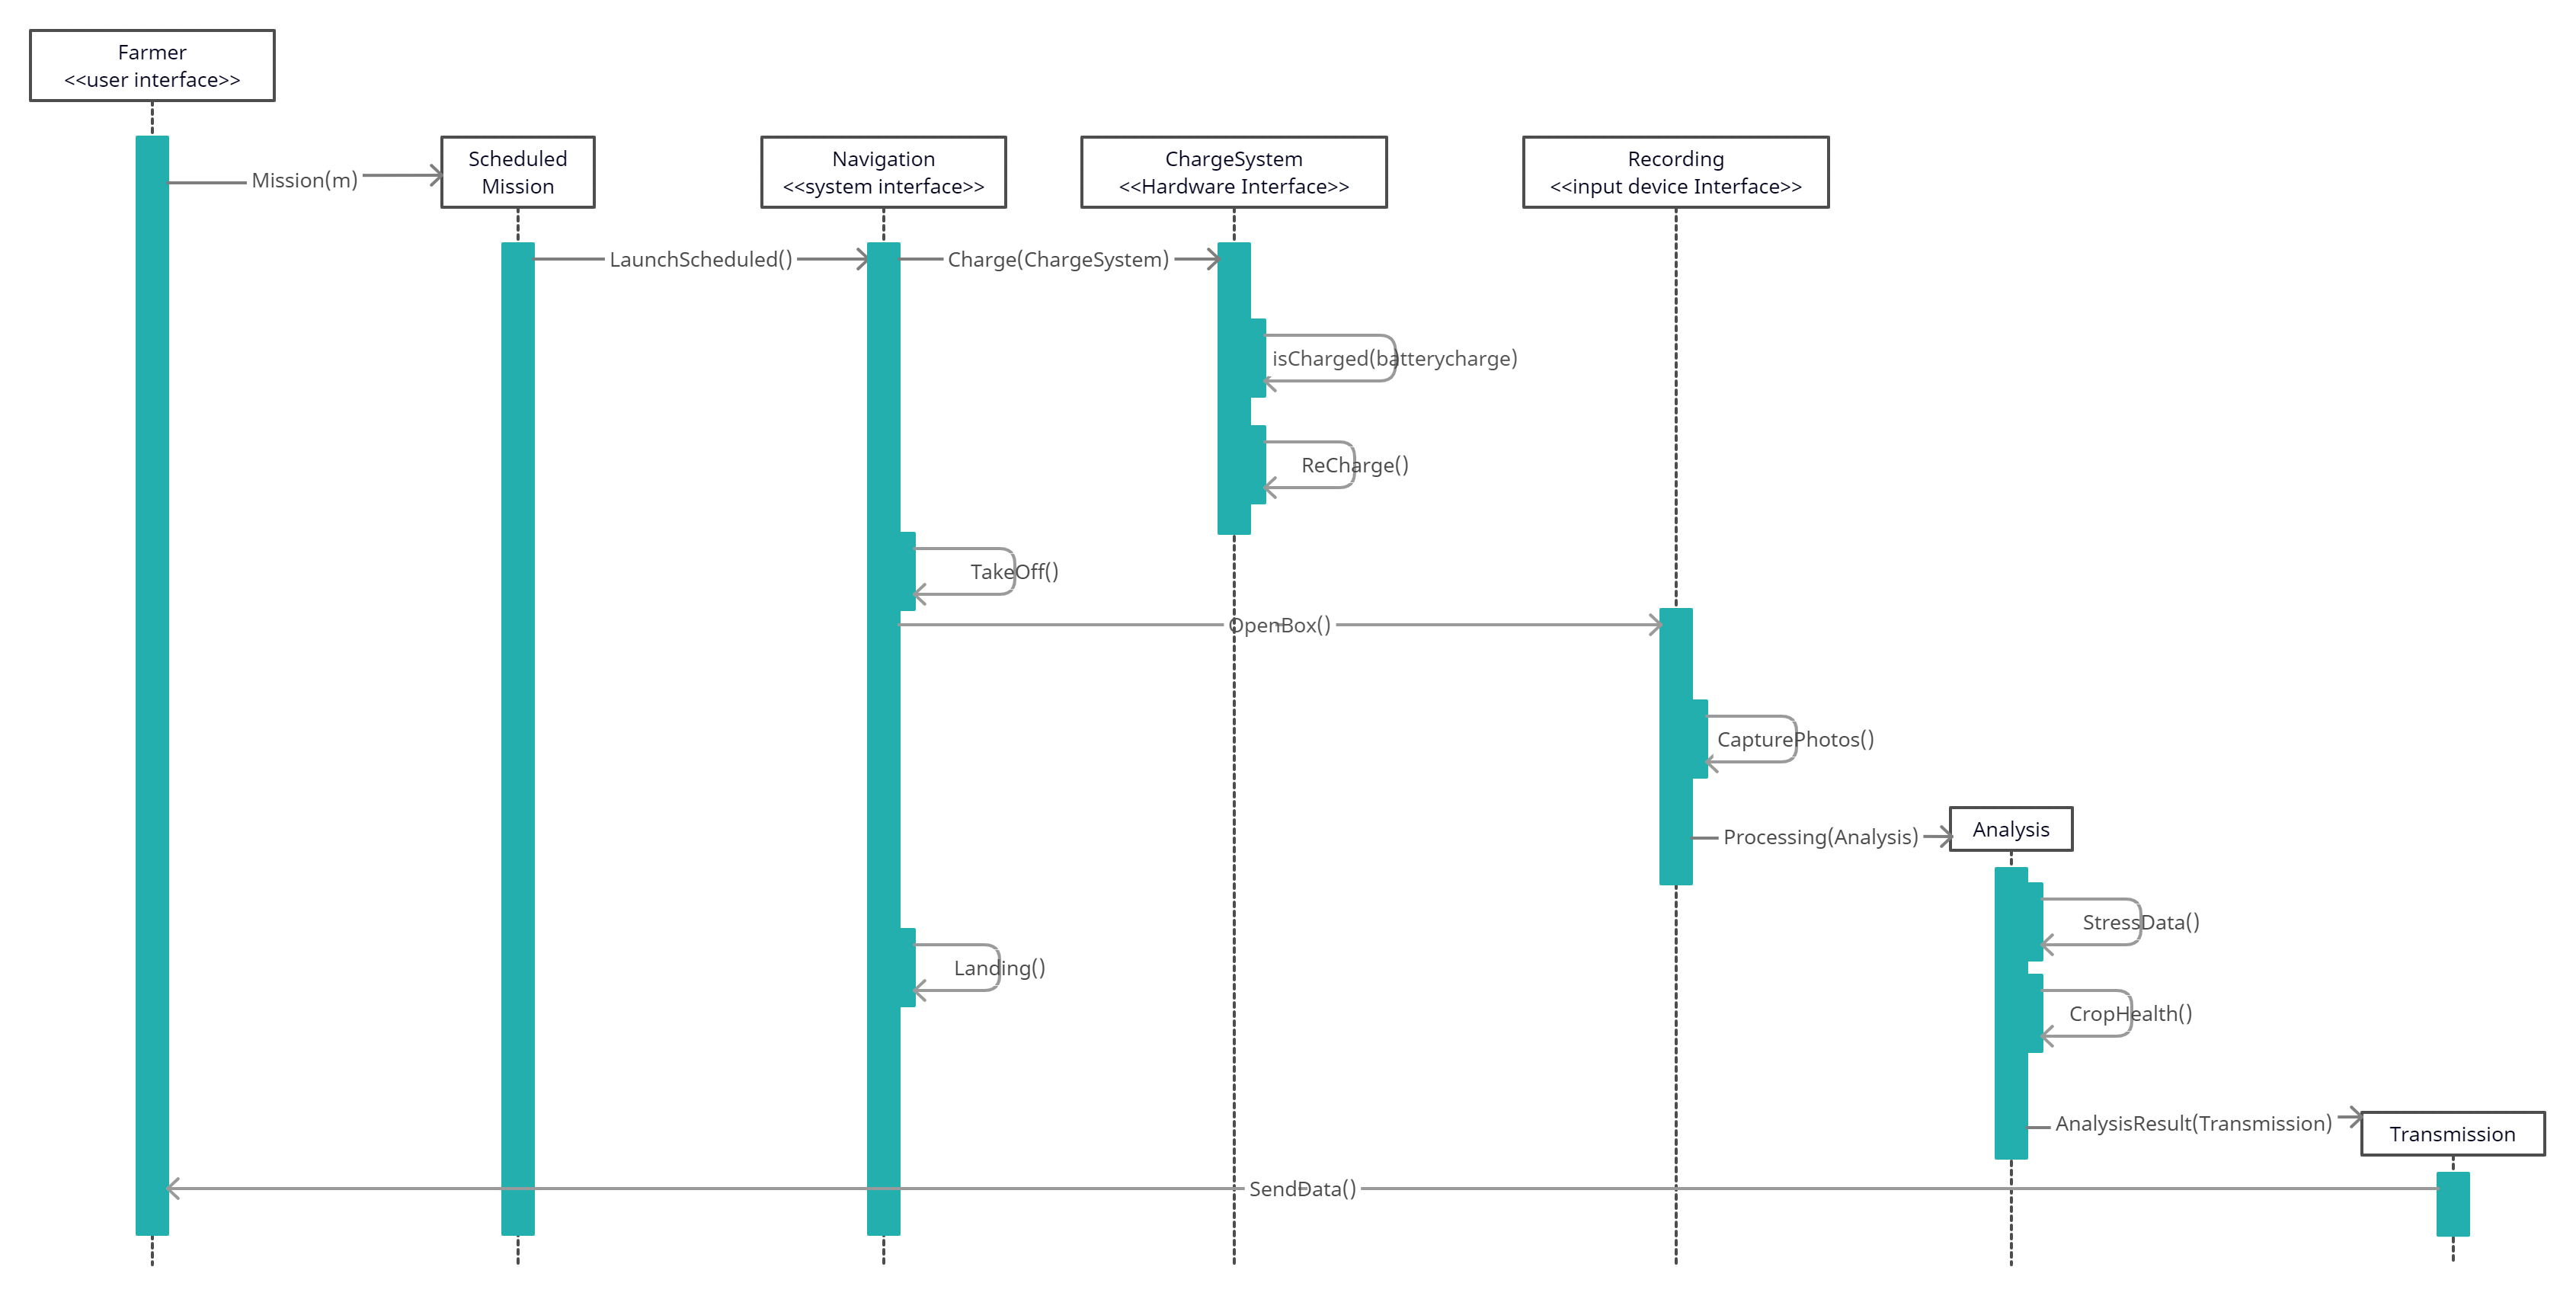 Farmer
<<user interface>>
Mission(m)
Scheduled
Mission
Navigation
<<system interface>>
ChargeSystem
<<Hardware Interface>>
Recording
<<input device Interface>>
LaunchScheduled()
Charge(ChargeSystem)
isCharged(batterycharge)
ReCharge()
TakeOff()
OpenBox()
CapturePhotos()
Processing(Analysis)
Analysis
StressData()
Landing()
CropHealth()
AnalysisResult(Transmission)
Transmission
SendData()